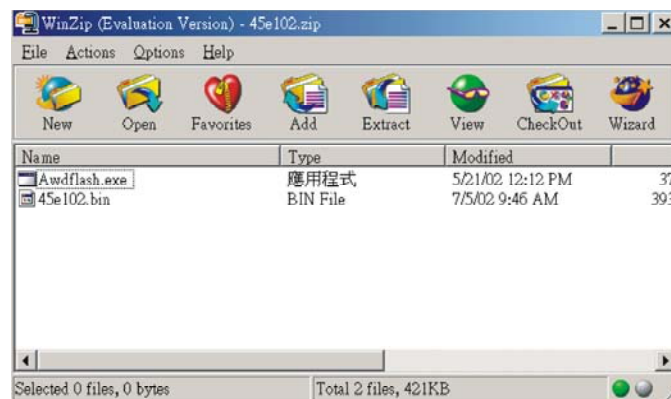 WinZip (Evaluation Version) - 45e102.zip
File Actions Options Help
New Open Favorites Add Extract View CheckOut Wizard
Name Type Modified
Awdflash.exe 應用程式 5/21/02 12:12 PM 37
45e102.bin BIN File 7/5/02 9:46 AM 393
Selected 0 files, 0 bytes Total 2 files, 421KB